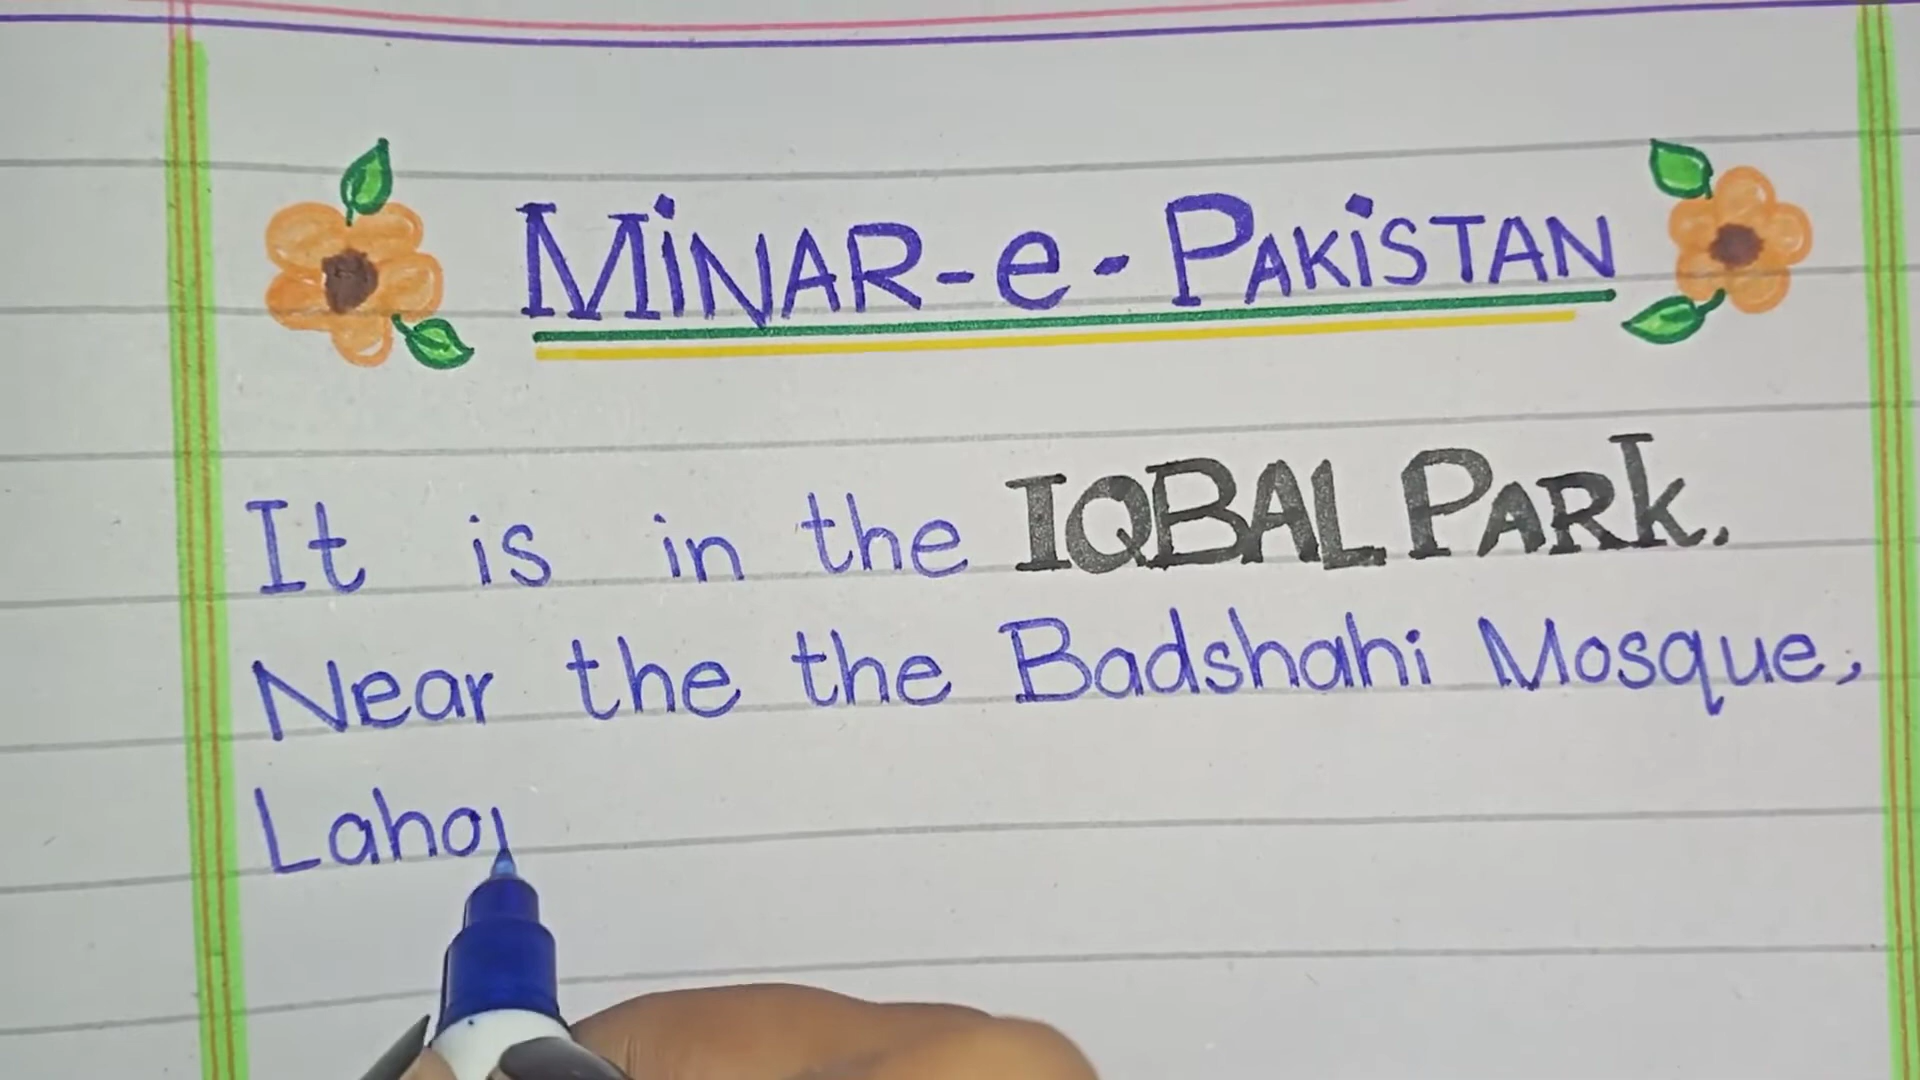 MiNAR-e-PAKiSTAN
It is in the IQBAL PARk.
Near the the Badshahi Mosque,
Laho